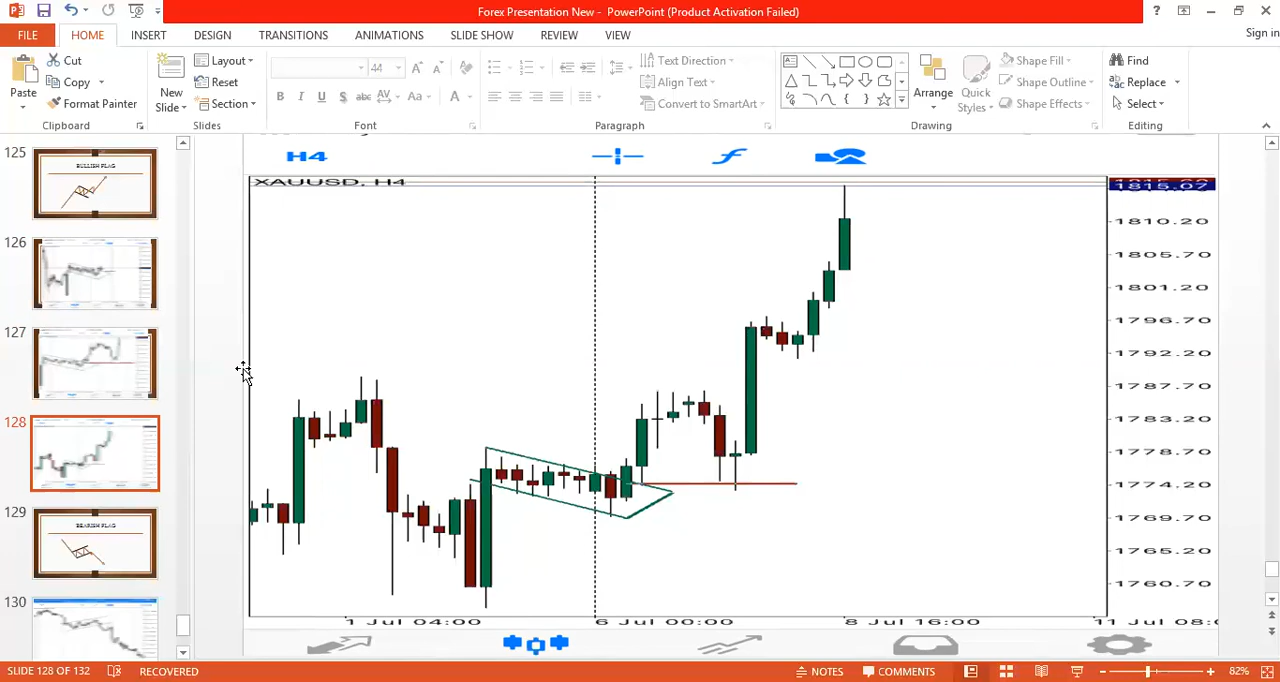 Forex Presentation New - PowerPoint (Product Activation Failed)
?
FILE HOME INSERT DESIGN TRANSITIONS ANIMATIONS SLIDE SHOW REVIEW VIEW Sign in
Paste
Cut
Copy
Format Painter
Clipboard
New Slide
Layout
Reset
Section
Slides
44
B I U S abc AV Aa A
Font
Text Direction
Align Text
Convert to SmartArt
Paragraph
Arrange
Quick Styles
Shape Fill
Shape Outline
Shape Effects
Drawing
Find
Replace
Select
Editing
125
BULLISH FLAG
126
127
128
129
BEARISH FLAG
130
H4
XAUUSD, H4
1815.07
1810.20
1805.70
1801.20
1796.70
1792.20
1787.70
1783.20
1778.70
1774.20
1769.70
1765.20
1760.70
1 Jul 04:00
6 Jul 00:00
8 Jul 16:00
11 Jul 08:0
SLIDE 128 OF 132 RECOVERED NOTES COMMENTS 82%